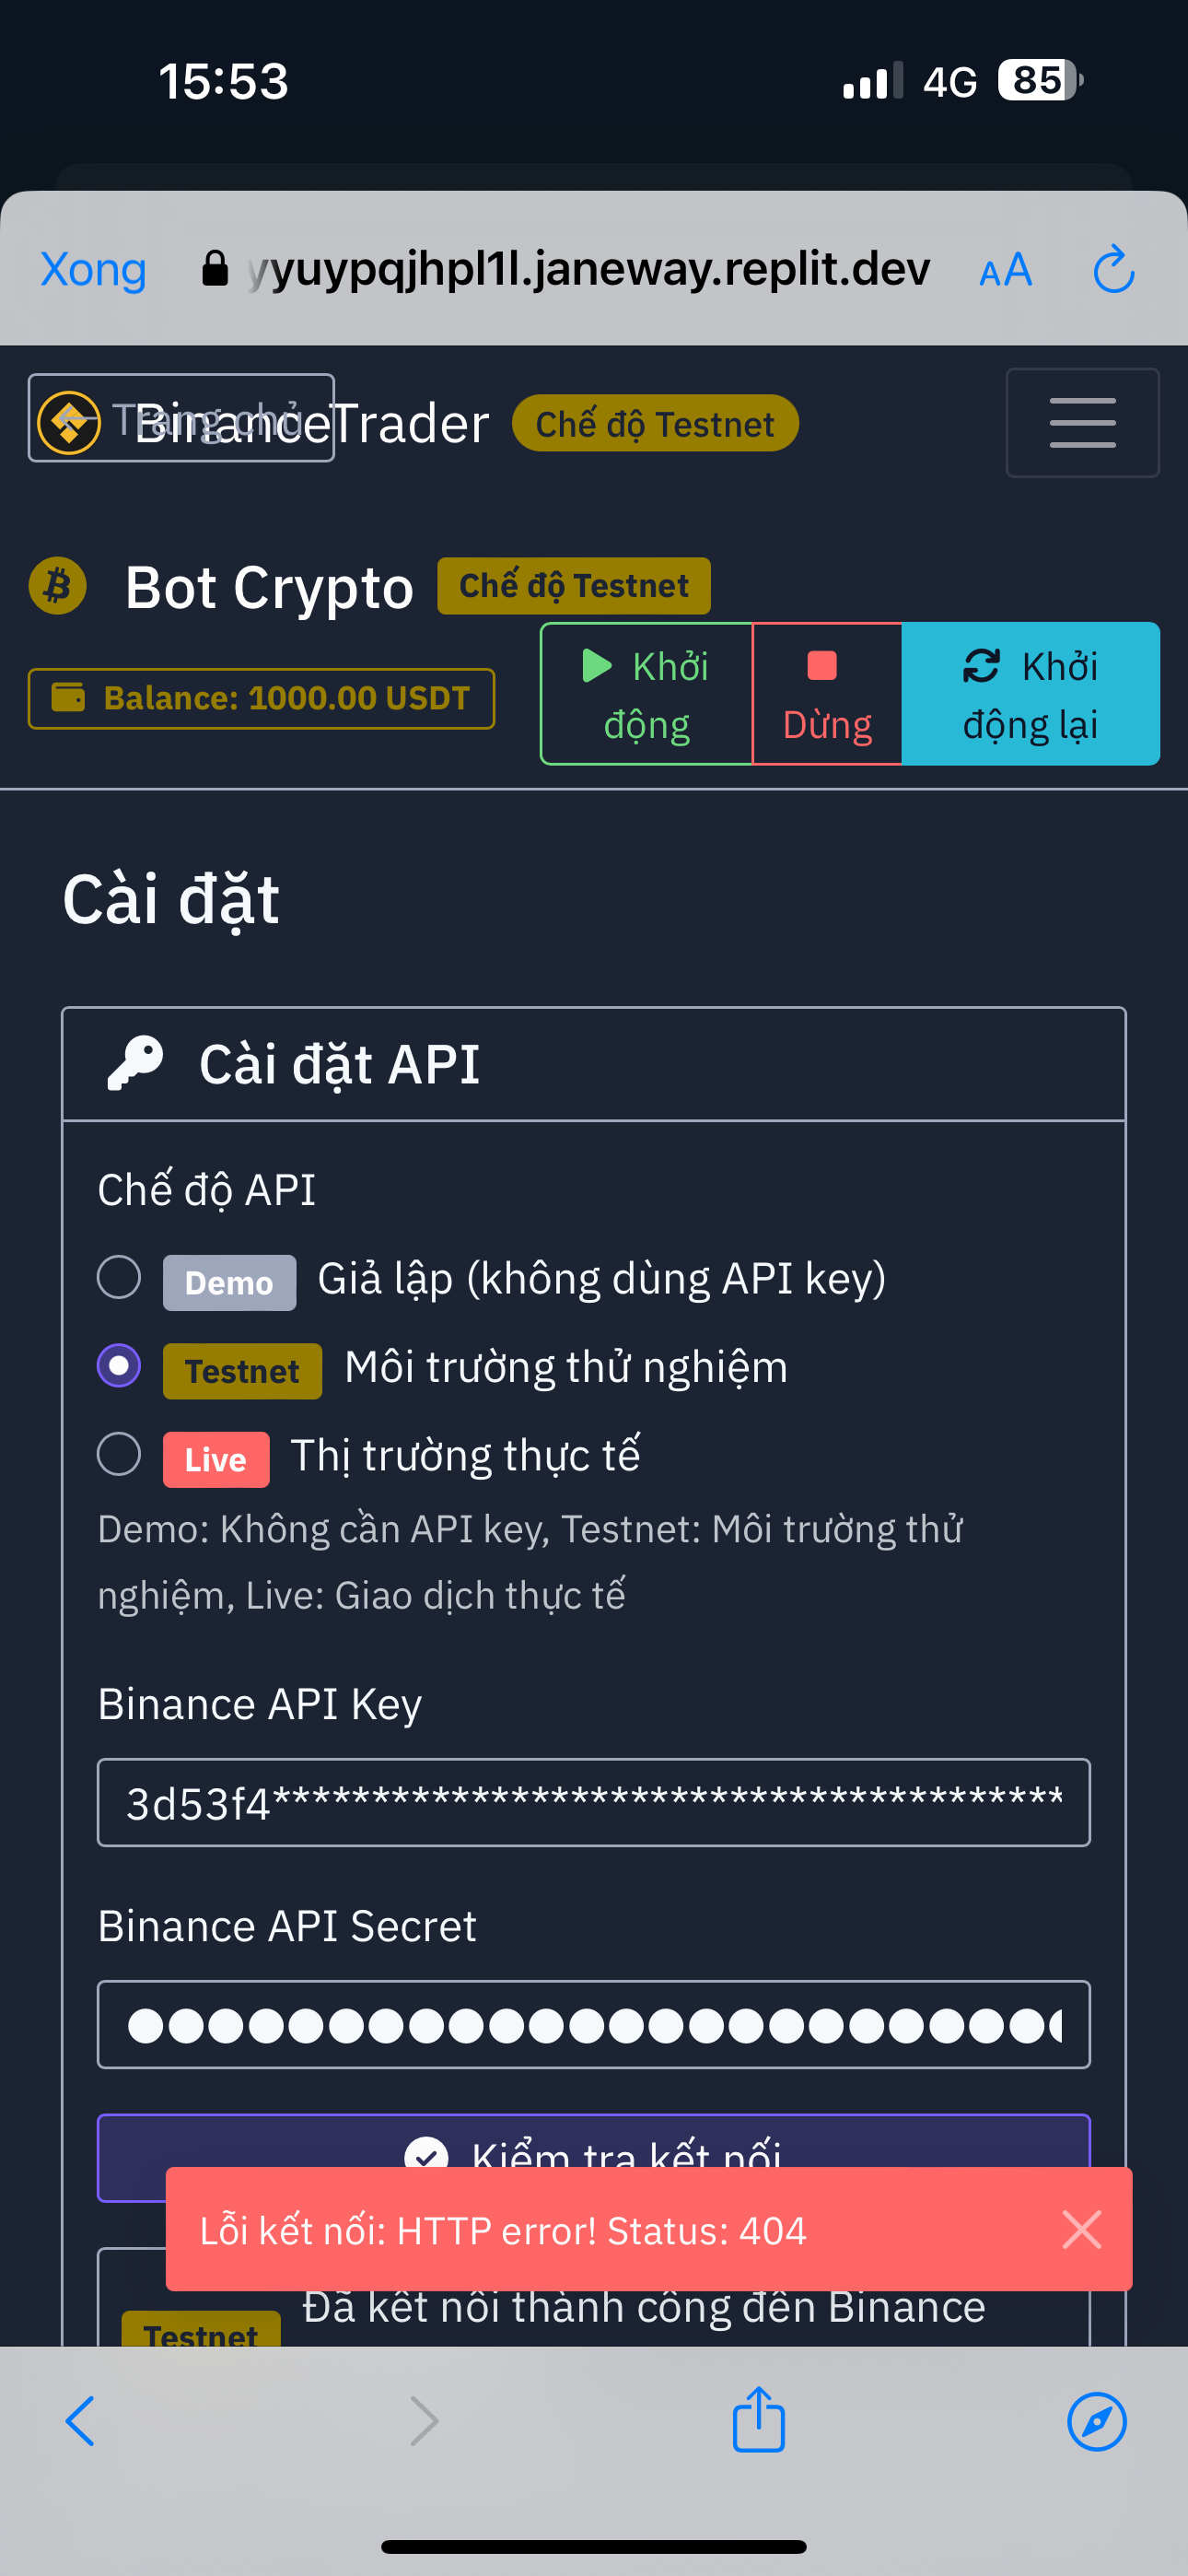 15:53
4G 85
Xong yyuypqjhpl1l.janeway.replit.dev AA
Trang chủ
BinanceTrader Chế độ Testnet
Bot Crypto Chế độ Testnet
Balance: 1000.00 USDT
Khởi động
Dừng
Khởi động lại
Cài đặt
Cài đặt API
Chế độ API
Demo Giả lập (không dùng API key)
Testnet Môi trường thử nghiệm
Live Thị trường thực tế
Demo: Không cần API key, Testnet: Môi trường thử
nghiệm, Live: Giao dịch thực tế
Binance API Key
3d53f4****************************************
Binance API Secret
Kiểm tra kết nối
Lỗi kết nối: HTTP error! Status: 404
Đã kết nối thành công đến Binance
Testnet